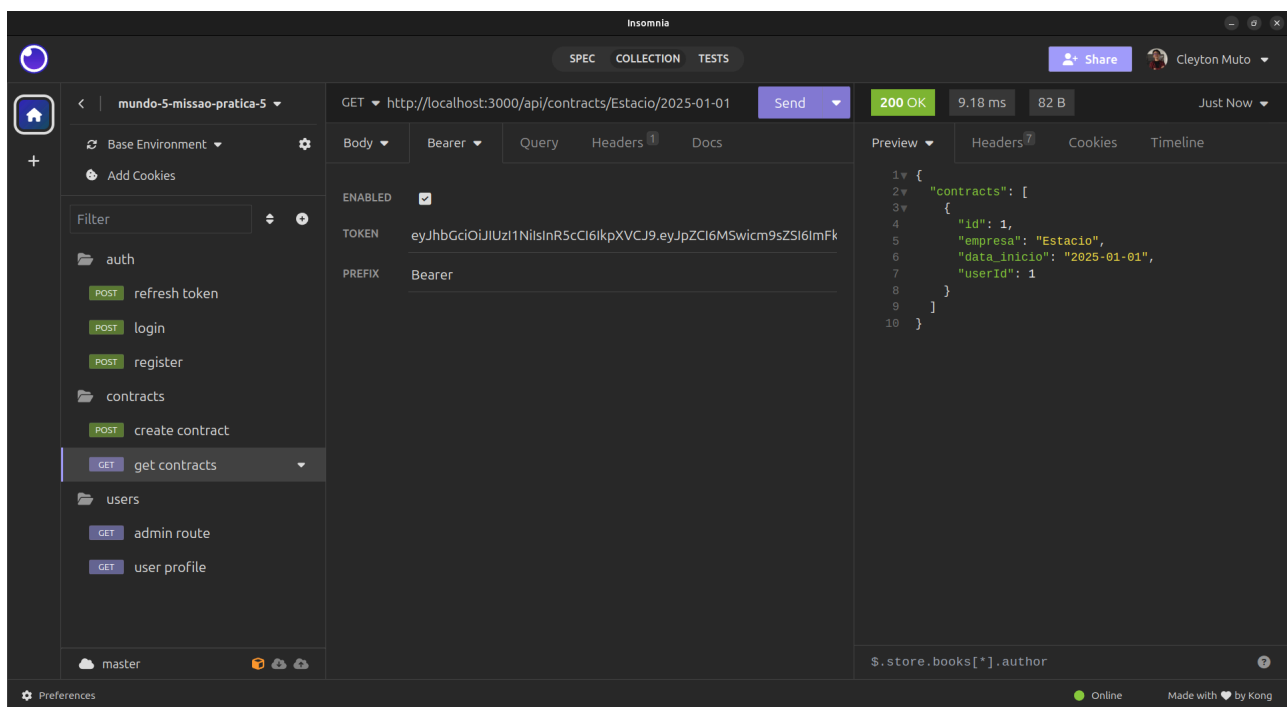 Insomnia
SPEC COLLECTION TESTS
Share
Cleyton Muto
mundo-5-missao-pratica-5
Base Environment
Add Cookies
Filter
auth
POST refresh token
POST login
POST register
contracts
POST create contract
GET get contracts
users
GET admin route
GET user profile
master
GET http://localhost:3000/api/contracts/Estacio/2025-01-01 Send
Body Bearer Query Headers 1 Docs
ENABLED
TOKEN eyJhbGciOiJIUzI1NiIsInR5cCI6IkpXVCJ9.eyJpZCI6MSwicm9sZSI6ImFk
PREFIX Bearer
200 OK 9.18 ms 82 B Just Now
Preview Headers 7 Cookies Timeline
1 {
2 "contracts": [
3 {
4 "id": 1,
5 "empresa": "Estacio",
6 "data_inicio": "2025-01-01",
7 "userId": 1
8 }
9 ]
10 }
$.store.books[*].author
Preferences
Online
Made with ♥ by Kong